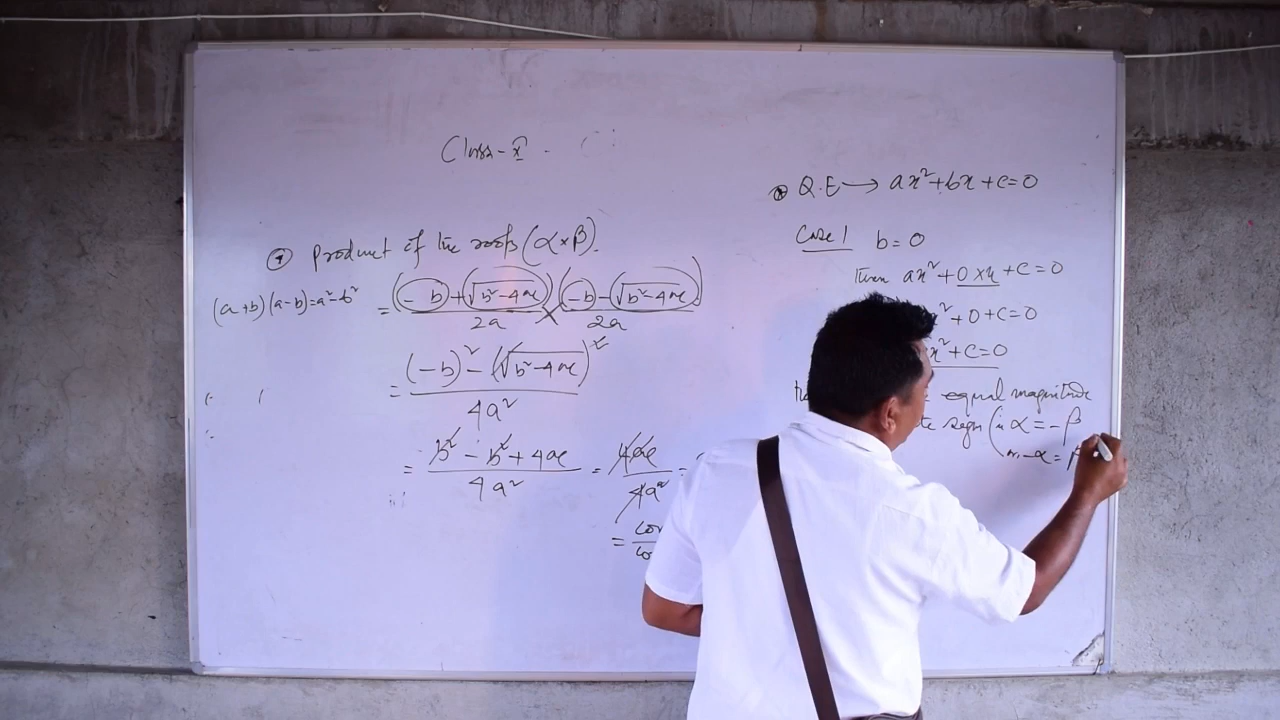 Class - X
⊛ Product of the roots (α×β).
(a+b)(a-b)=a²-b²
= (-b)+(√b²-4ac) × (-b)-(√b²-4ac)
2a 2a
= (-b)² - (√b²-4ac)²
4a²
= b² - b² + 4ac = 4ac =
4a² 4a²
=
⊛ Q.E → ax²+bx+c=0
Case 1 b=0
Then ax²+0×x+c=0
x²+0+c=0
x²+c=0
equal magnitude
sign (i α=-β
-α=β